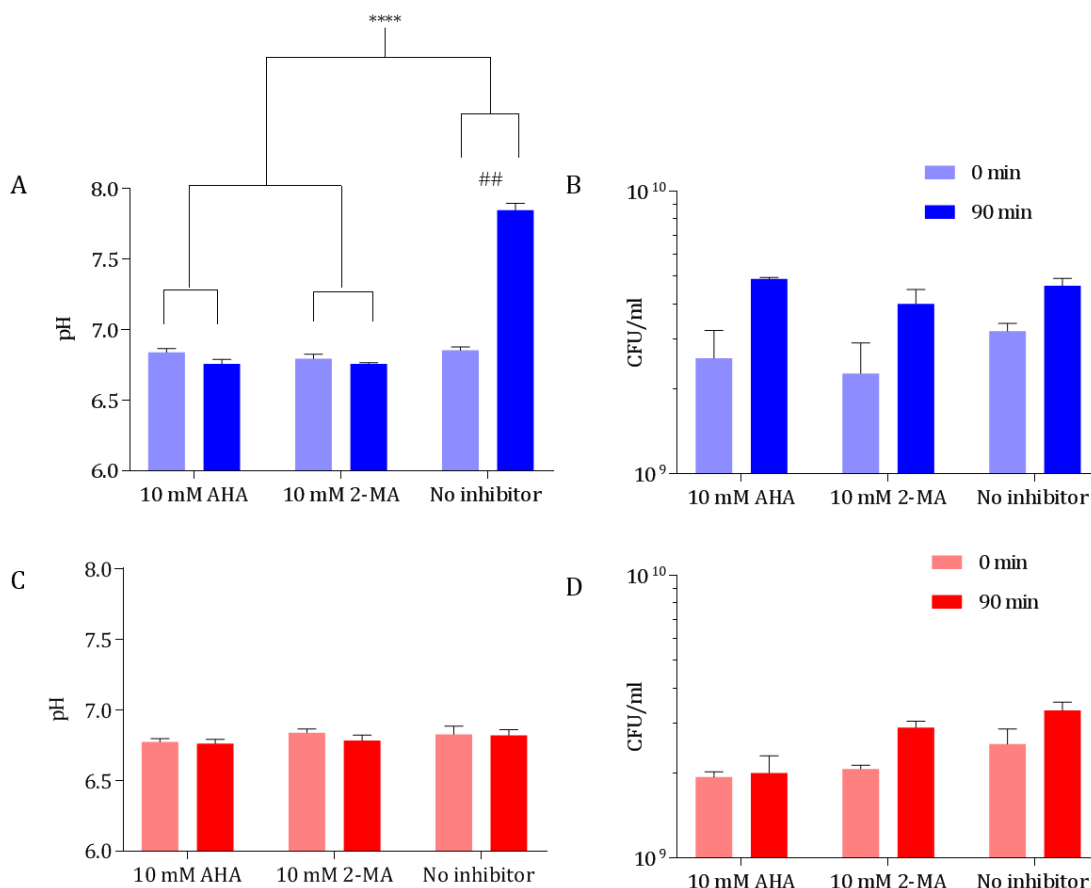 ****
A
##
8.0
7.5
7.0
6.5
6.0
pH
10 mM AHA
10 mM 2-MA
No inhibitor
B
0 min
90 min
10^10
10^9
CFU/ml
10 mM AHA
10 mM 2-MA
No inhibitor
C
8.0
7.5
7.0
6.5
6.0
pH
10 mM AHA
10 mM 2-MA
No inhibitor
D
0 min
90 min
10^10
10^9
CFU/ml
10 mM AHA
10 mM 2-MA
No inhibitor